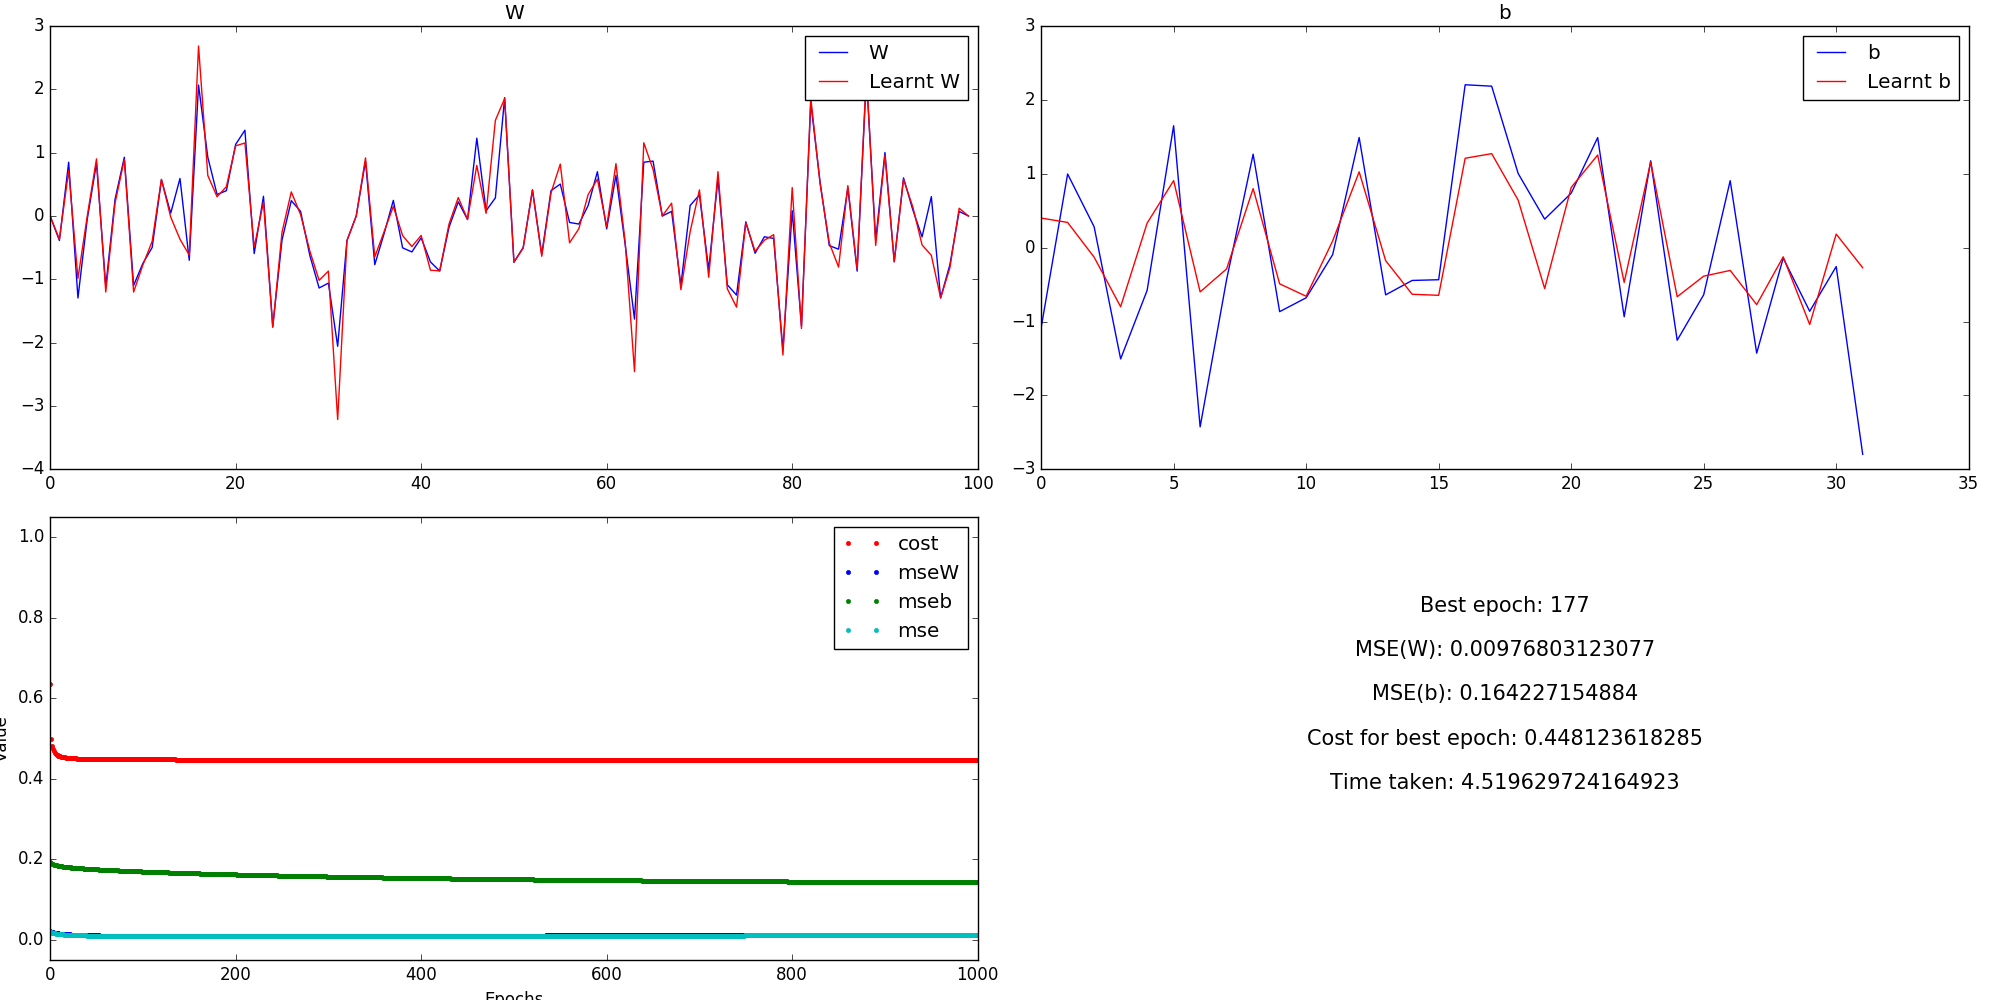 W
3
2
1
0
−1
−2
−3
−4
0 20 40 60 80 100
W
Learnt W
b
3
2
1
0
−1
−2
−3
0 5 10 15 20 25 30 35
b
Learnt b
1.0
0.8
0.6
0.4
0.2
0.0
0 200 400 600 800 1000
Epochs
cost
mseW
mseb
mse
Best epoch: 177
MSE(W): 0.00976803123077
MSE(b): 0.164227154884
Cost for best epoch: 0.448123618285
Time taken: 4.519629724164923